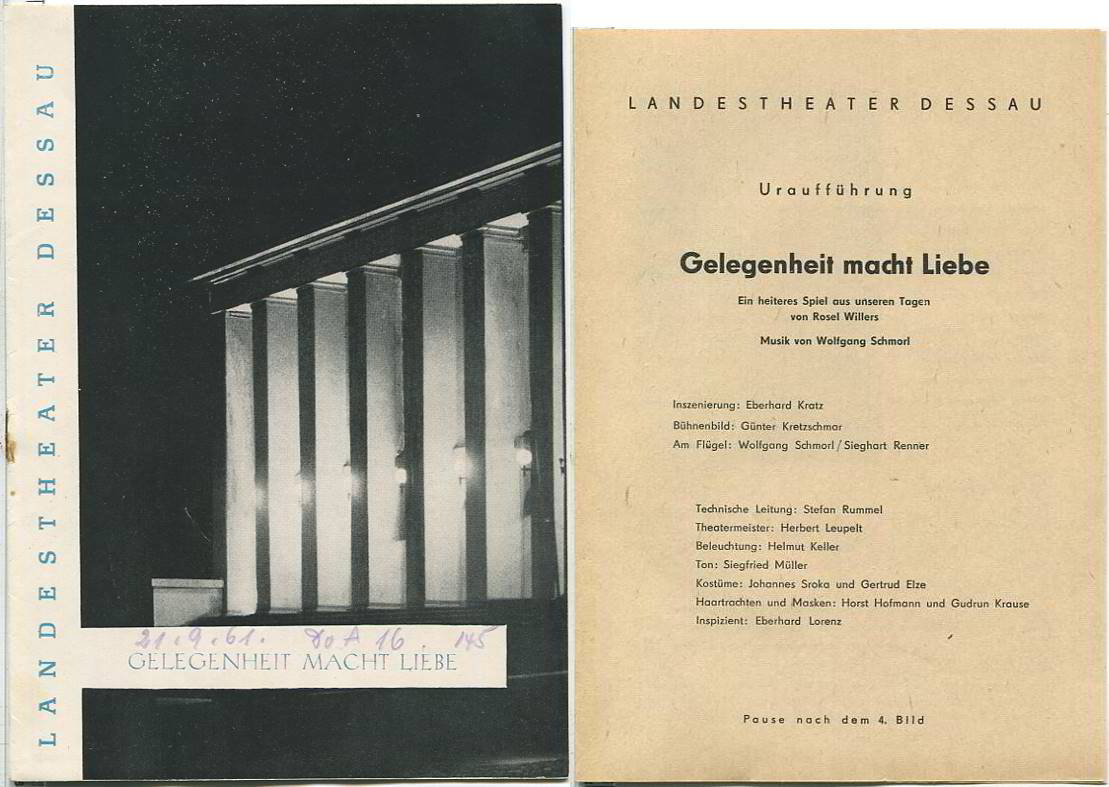 LANDESTHEATER DESSAU
21.9.61. Do A 16. 145
GELEGENHEIT MACHT LIEBE
LANDESTHEATER DESSAU
Uraufführung
Gelegenheit macht Liebe
Ein heiteres Spiel aus unseren Tagen
von Rosel Willers
Musik von Wolfgang Schmorl
Inszenierung: Eberhard Kratz
Bühnenbild: Günter Kretzschmar
Am Flügel: Wolfgang Schmorl/Sieghart Renner
Technische Leitung: Stefan Rummel
Theatermeister: Herbert Leupelt
Beleuchtung: Helmut Keller
Ton: Siegfried Müller
Kostüme: Johannes Sroka und Gertrud Elze
Haartrachten und Masken: Horst Hofmann und Gudrun Krause
Inspizient: Eberhard Lorenz
Pause nach dem 4. Bild